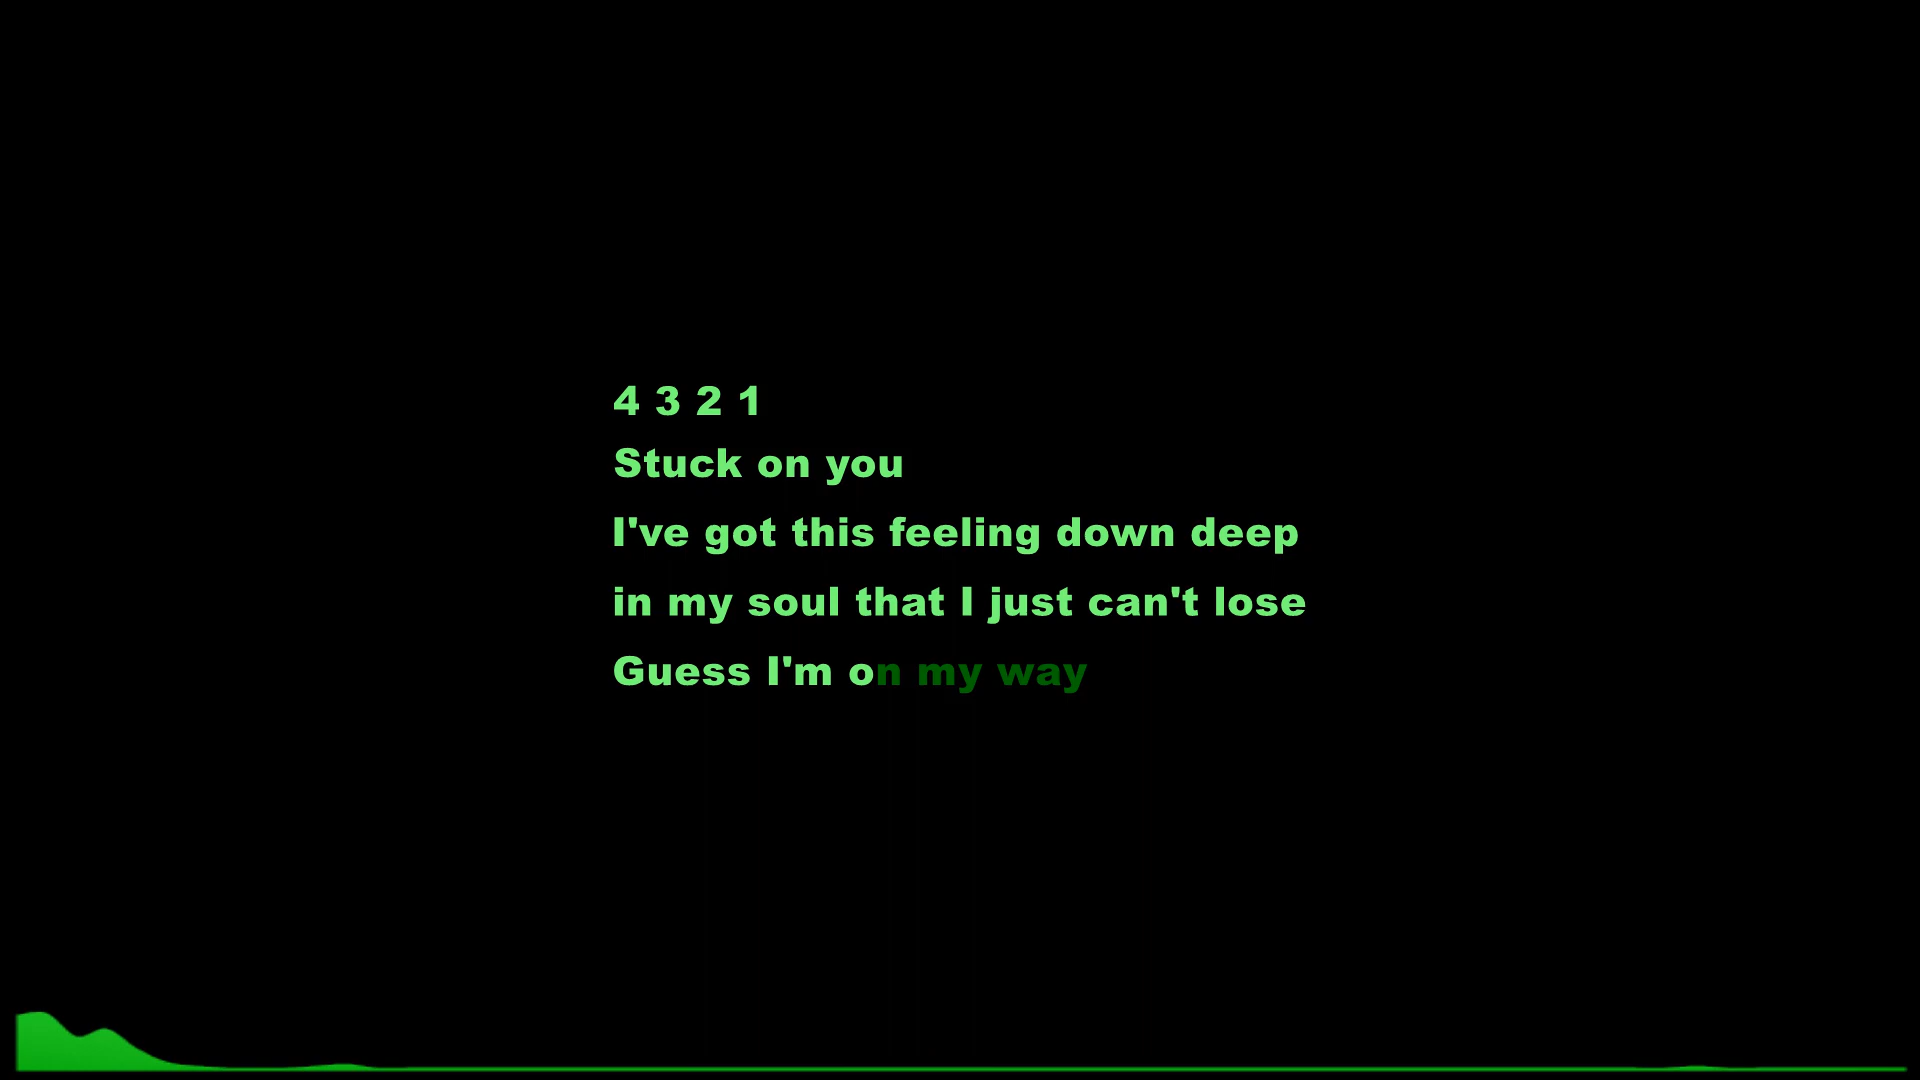 4 3 2 1
Stuck on you
I've got this feeling down deep
in my soul that I just can't lose
Guess I'm on my way